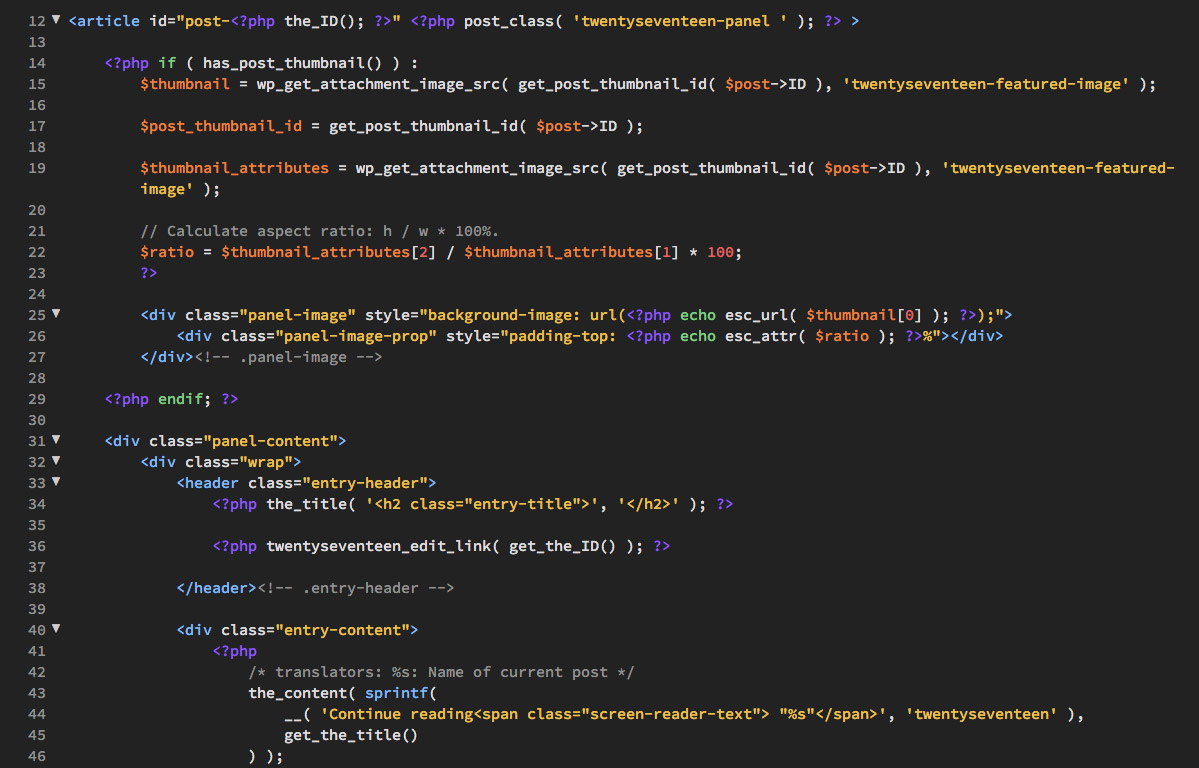 12 ▼ <article id="post-<?php the_ID(); ?>" <?php post_class( 'twentyseventeen-panel ' ); ?> >
13
14     <?php if ( has_post_thumbnail() ) :
15         $thumbnail = wp_get_attachment_image_src( get_post_thumbnail_id( $post->ID ), 'twentyseventeen-featured-image' );
16
17         $post_thumbnail_id = get_post_thumbnail_id( $post->ID );
18
19         $thumbnail_attributes = wp_get_attachment_image_src( get_post_thumbnail_id( $post->ID ), 'twentyseventeen-featured-
image' );
20
21         // Calculate aspect ratio: h / w * 100%.
22         $ratio = $thumbnail_attributes[2] / $thumbnail_attributes[1] * 100;
23         ?>
24
25 ▼       <div class="panel-image" style="background-image: url(<?php echo esc_url( $thumbnail[0] ); ?>);">
26             <div class="panel-image-prop" style="padding-top: <?php echo esc_attr( $ratio ); ?>%"></div>
27         </div><!-- .panel-image -->
28
29     <?php endif; ?>
30
31 ▼   <div class="panel-content">
32 ▼       <div class="wrap">
33 ▼           <header class="entry-header">
34                 <?php the_title( '<h2 class="entry-title">', '</h2>' ); ?>
35
36                 <?php twentyseventeen_edit_link( get_the_ID() ); ?>
37
38             </header><!-- .entry-header -->
39
40 ▼           <div class="entry-content">
41                 <?php
42                     /* translators: %s: Name of current post */
43                     the_content( sprintf(
44                         __( 'Continue reading<span class="screen-reader-text"> "%s"</span>', 'twentyseventeen' ),
45                         get_the_title()
46                     ) );